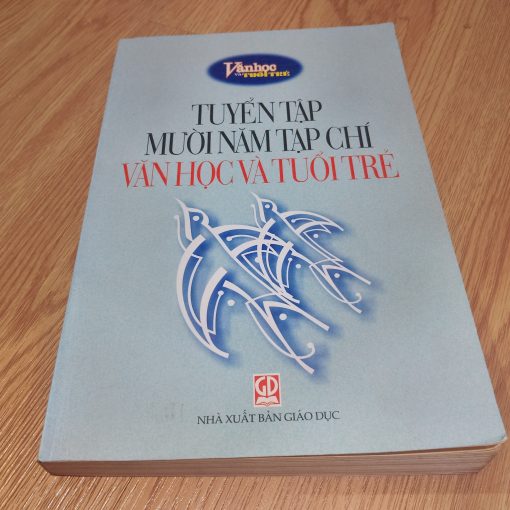 Văn học
VÀ TUỔI TRẺ
TUYỂN TẬP
MƯỜI NĂM TẠP CHÍ
VĂN HỌC VÀ TUỔI TRẺ
GD
NHÀ XUẤT BẢN GIÁO DỤC